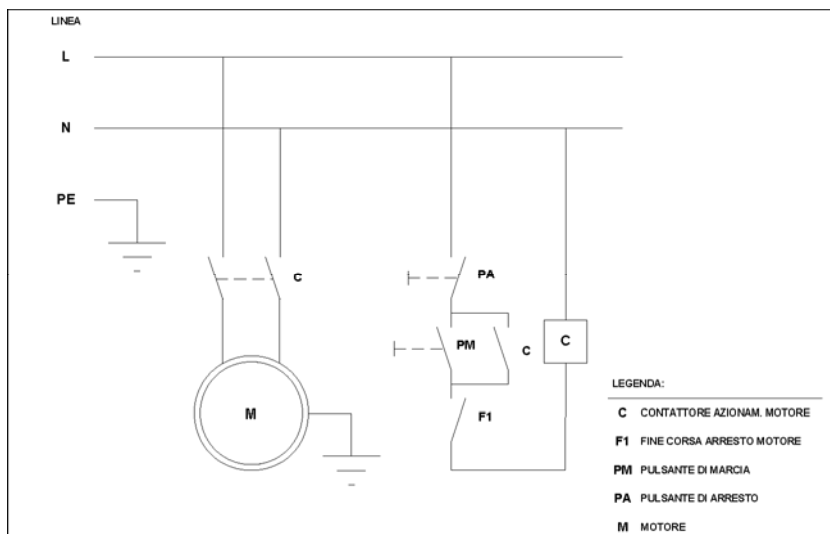 LINEA
L
N
PE
C
PA
PM
C
C
M
F1
LEGENDA:
C CONTATTORE AZIONAM. MOTORE
F1 FINE CORSA ARRESTO MOTORE
PM PULSANTE DI MARCIA
PA PULSANTE DI ARRESTO
M MOTORE